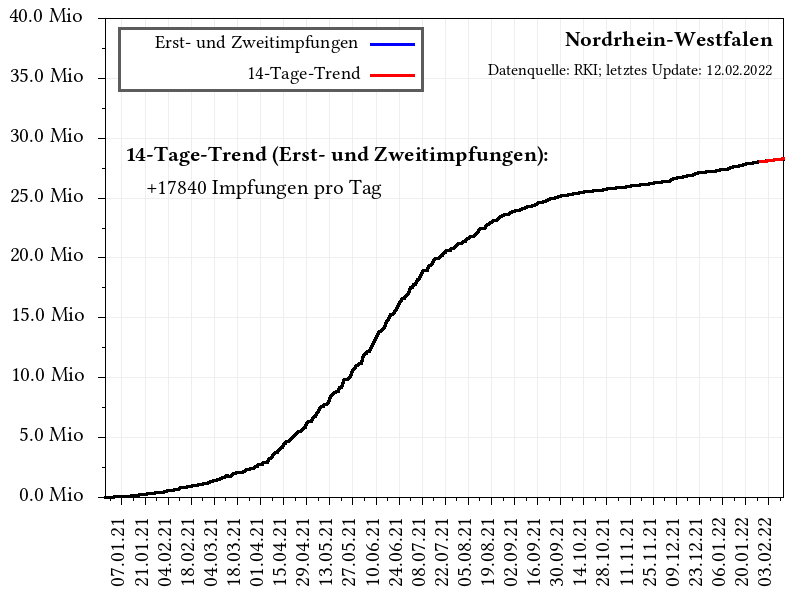 40.0 Mio
35.0 Mio
30.0 Mio
25.0 Mio
20.0 Mio
15.0 Mio
10.0 Mio
5.0 Mio
0.0 Mio
Erst- und Zweitimpfungen
14-Tage-Trend
Nordrhein-Westfalen
Datenquelle: RKI; letztes Update: 12.02.2022
14-Tage-Trend (Erst- und Zweitimpfungen):
+17840 Impfungen pro Tag
07.01.21
21.01.21
04.02.21
18.02.21
04.03.21
18.03.21
01.04.21
15.04.21
29.04.21
13.05.21
27.05.21
10.06.21
24.06.21
08.07.21
22.07.21
05.08.21
19.08.21
02.09.21
16.09.21
30.09.21
14.10.21
28.10.21
11.11.21
25.11.21
09.12.21
23.12.21
06.01.22
20.01.22
03.02.22